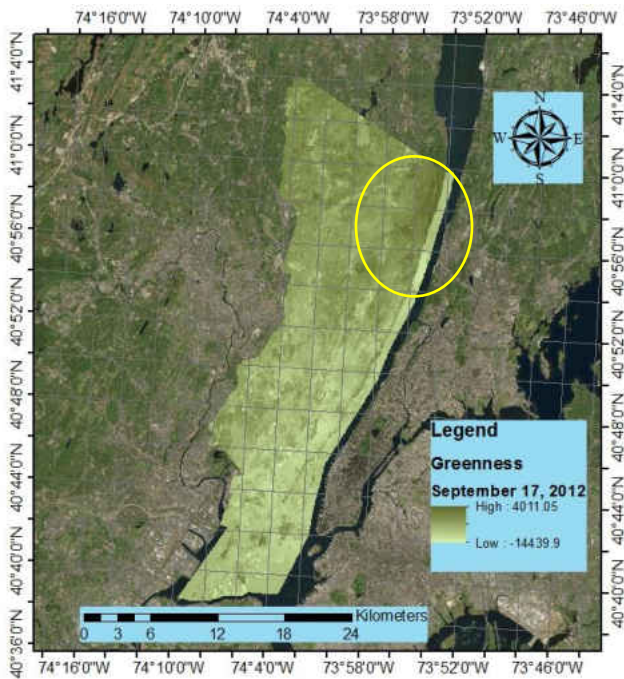 74°16'0"W 74°10'0"W 74°4'0"W 73°58'0"W 73°52'0"W 73°46'0"W
41°4'0"N
41°0'0"N
40°56'0"N
40°52'0"N
40°48'0"N
40°44'0"N
40°40'0"N
40°36'0"N
41°4'0"N
41°0'0"N
40°56'0"N
40°52'0"N
40°48'0"N
40°44'0"N
40°40'0"N
40°36'0"N
N
W E
S
Legend
Greenness
September 17, 2012
High : 4011.05
Low : -14439.9
Kilometers
0 3 6 12 18 24
74°16'0"W 74°10'0"W 74°4'0"W 73°58'0"W 73°52'0"W 73°46'0"W